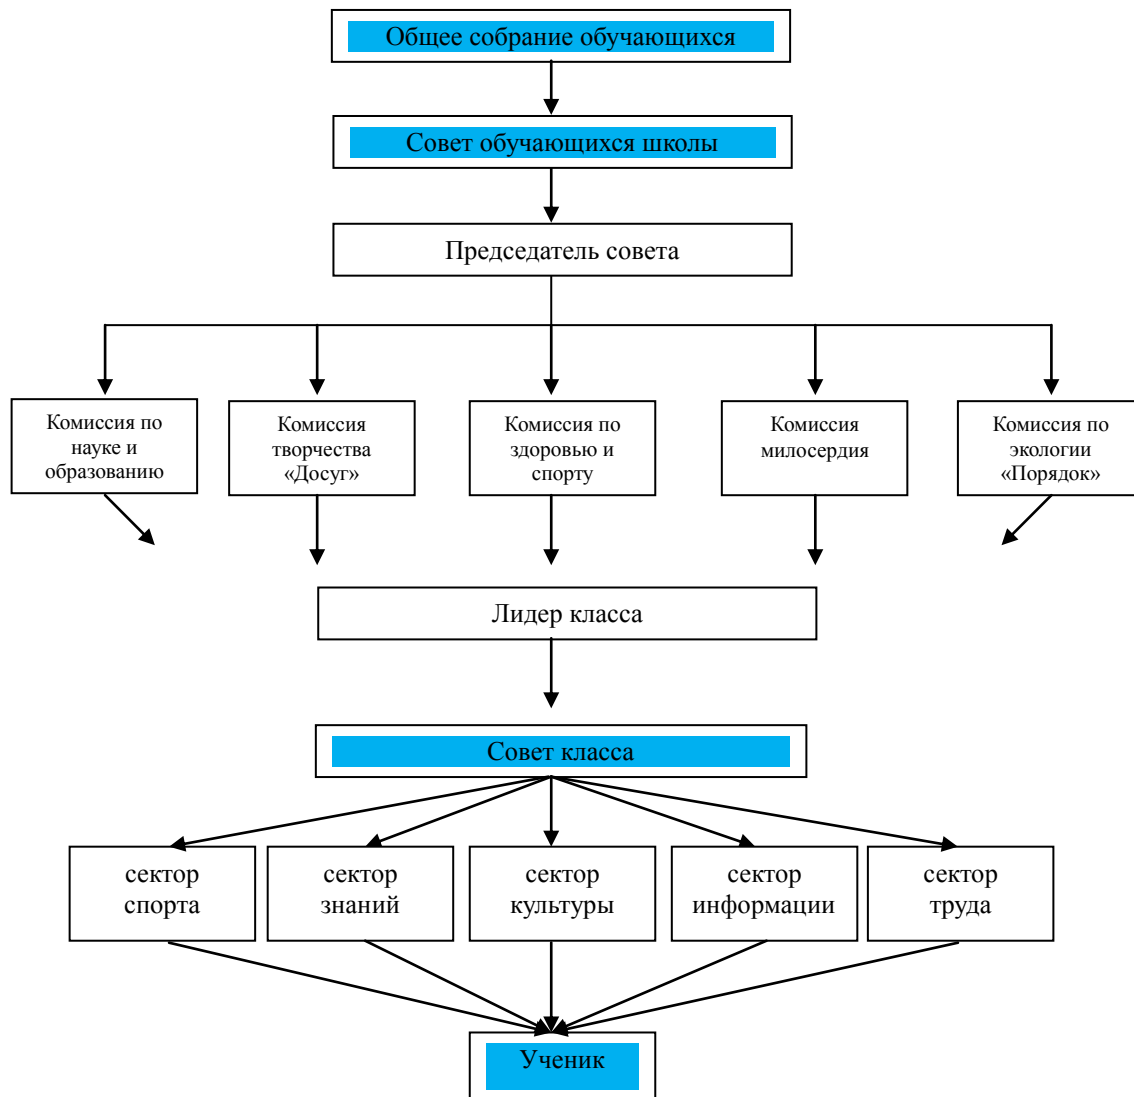 Общее собрание обучающихся
Совет обучающихся школы
Председатель совета
Комиссия по
науке и
образованию
Комиссия
творчества
«Досуг»
Комиссия по
здоровью и
спорту
Комиссия
милосердия
Комиссия по
экологии
«Порядок»
Лидер класса
Совет класса
сектор
спорта
сектор
знаний
сектор
культуры
сектор
информации
сектор
труда
Ученик